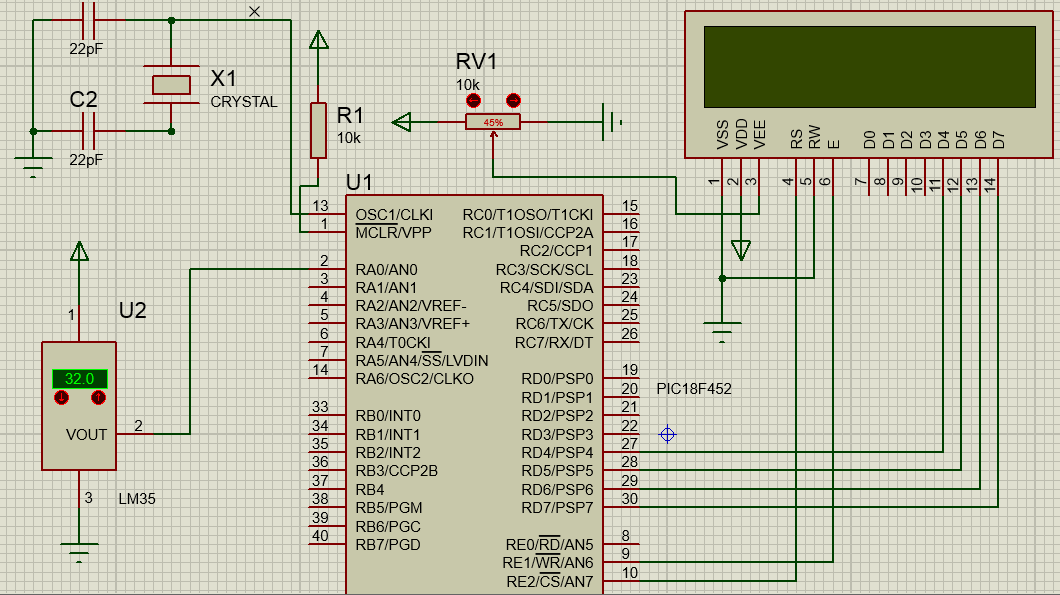 22pF
C2
22pF
X1
CRYSTAL
R1
10k
RV1
10k
45%
VSS
VDD
VEE
RS
RW
E
D0
D1
D2
D3
D4
D5
D6
D7
1
2
3
4
5
6
7
8
9
10
11
12
13
14
U1
13 OSC1/CLKI RC0/T1OSO/T1CKI 15
1 MCLR/VPP RC1/T1OSI/CCP2A 16
RC2/CCP1 17
2 RA0/AN0 RC3/SCK/SCL 18
3 RA1/AN1 RC4/SDI/SDA 23
4 RA2/AN2/VREF- RC5/SDO 24
5 RA3/AN3/VREF+ RC6/TX/CK 25
6 RA4/T0CKI RC7/RX/DT 26
7 RA5/AN4/SS/LVDIN
14 RA6/OSC2/CLKO RD0/PSP0 19
RD1/PSP1 20
33 RB0/INT0 RD2/PSP2 21
34 RB1/INT1 RD3/PSP3 22
35 RB2/INT2 RD4/PSP4 27
36 RB3/CCP2B RD5/PSP5 28
37 RB4 RD6/PSP6 29
38 RB5/PGM RD7/PSP7 30
39 RB6/PGC
40 RB7/PGD RE0/RD/AN5 8
RE1/WR/AN6 9
RE2/CS/AN7 10
PIC18F452
U2
1
32.0
VOUT
2
3
LM35